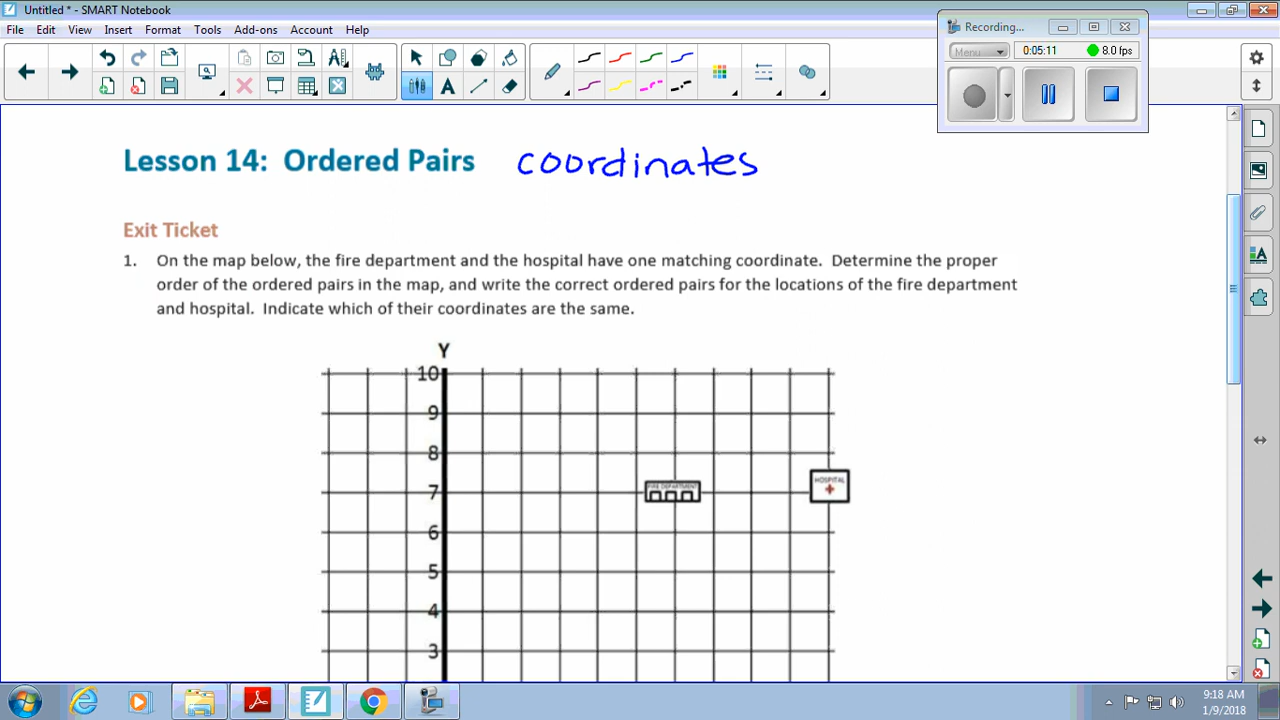 Untitled * - SMART Notebook
File Edit View Insert Format Tools Add-ons Account Help
Recording...
Menu 0:05:11 8.0 fps
Lesson 14: Ordered Pairs coordinates
Exit Ticket
1. On the map below, the fire department and the hospital have one matching coordinate. Determine the proper
order of the ordered pairs in the map, and write the correct ordered pairs for the locations of the fire department
and hospital. Indicate which of their coordinates are the same.
Y
10
9
8
7
6
5
4
3
FIRE DEPARTMENT
HOSPITAL
9:18 AM
1/9/2018